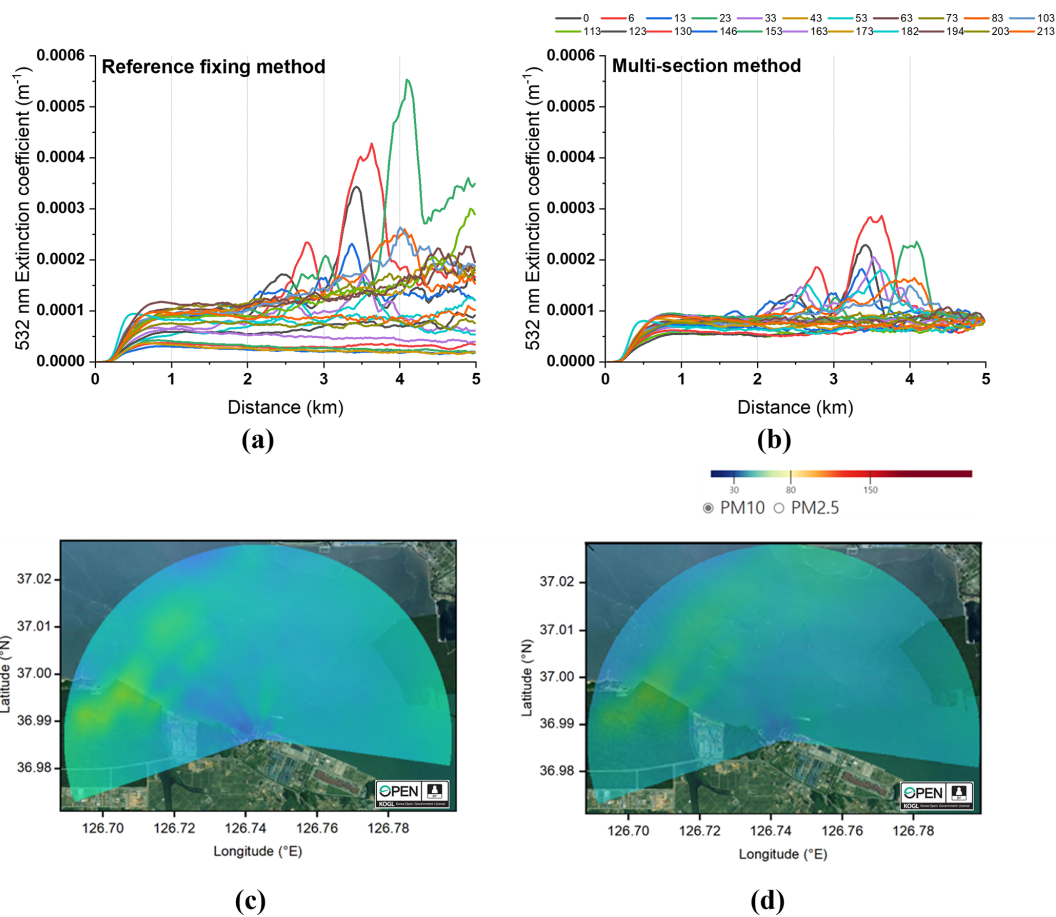 0 6 13 23 33 43 53 63 73 83 103
113 123 130 146 153 163 173 182 194 203 213
Reference fixing method
0.0006
0.0005
0.0004
0.0003
0.0002
0.0001
0.0000
532 nm Extinction coefficient (m-1)
0 1 2 3 4 5
Distance (km)
(a)
Multi-section method
0.0006
0.0005
0.0004
0.0003
0.0002
0.0001
0.0000
532 nm Extinction coefficient (m-1)
0 1 2 3 4 5
Distance (km)
(b)
30 80 150
PM10 PM2.5
37.02
37.01
37.00
36.99
36.98
Latitude (°N)
OPEN
KOGL Korea Open Government License
126.70 126.72 126.74 126.76 126.78
Longitude (°E)
(c)
37.02
37.01
37.00
36.99
36.98
Latitude (°N)
OPEN
KOGL Korea Open Government License
126.70 126.72 126.74 126.76 126.78
Longitude (°E)
(d)